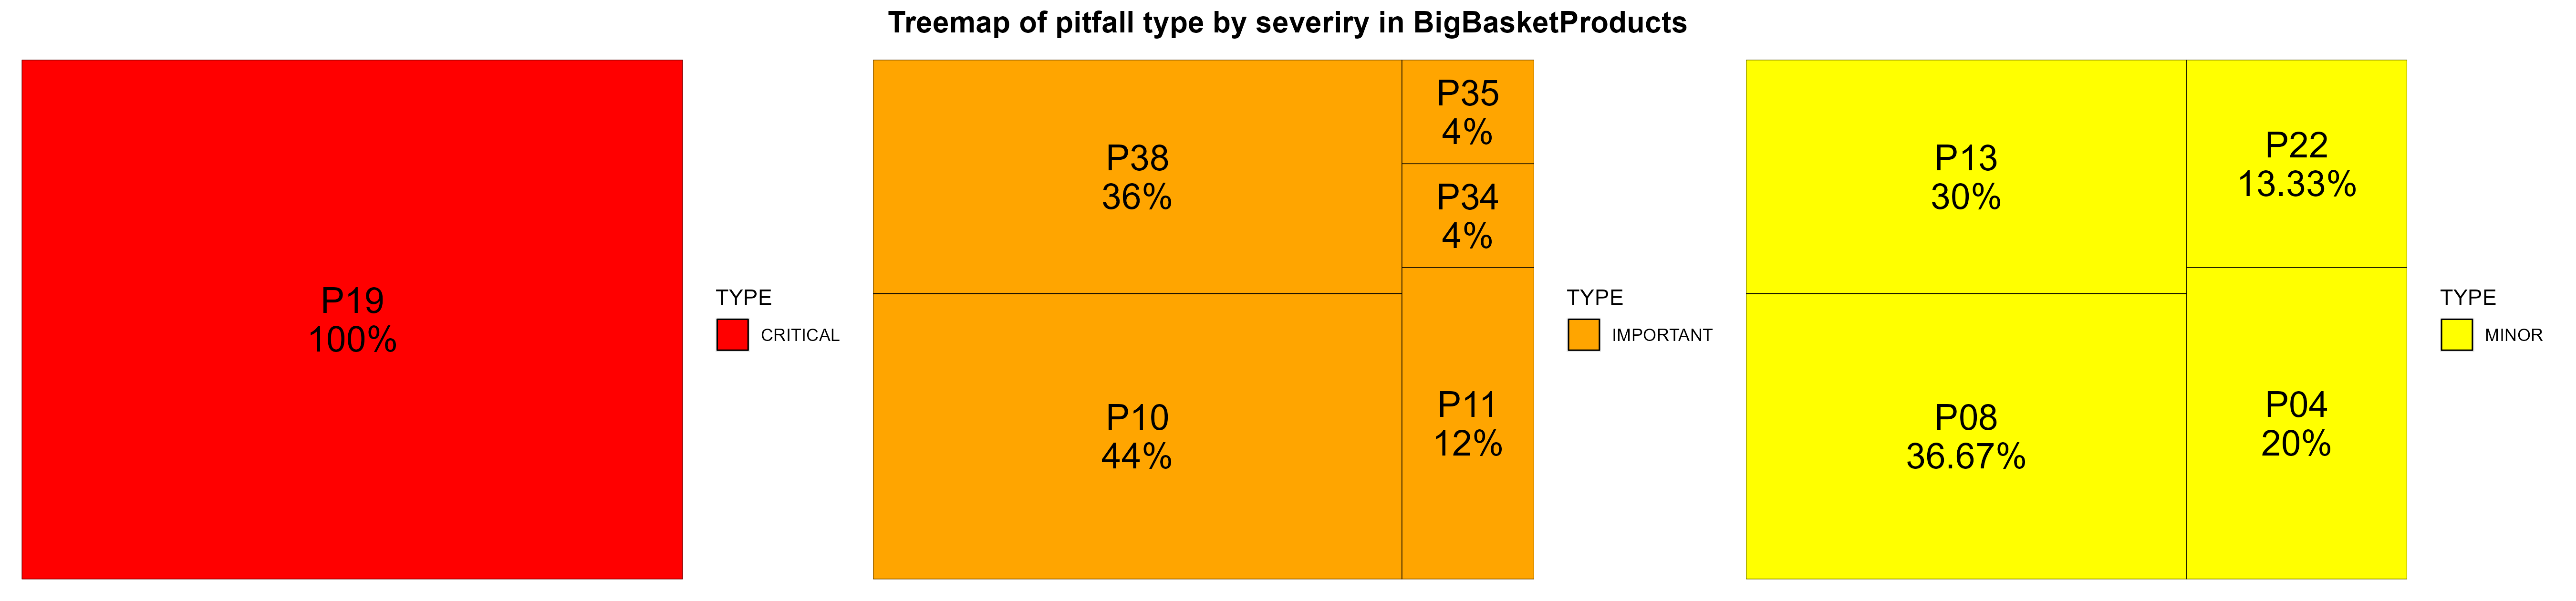 Treemap of pitfall type by severiry in BigBasketProducts
P19
100%
TYPE
CRITICAL
P38
36%
P35
4%
P34
4%
P10
44%
P11
12%
TYPE
IMPORTANT
P13
30%
P22
13.33%
P08
36.67%
P04
20%
TYPE
MINOR